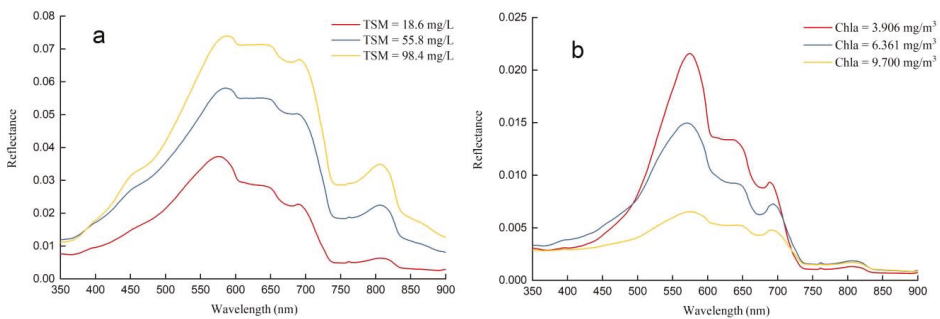 a
TSM = 18.6 mg/L
TSM = 55.8 mg/L
TSM = 98.4 mg/L
0.08
0.07
0.06
0.05
0.04
0.03
0.02
0.01
0.00
Reflectance
350 400 450 500 550 600 650 700 750 800 850 900
Wavelength (nm)
b
Chla = 3.906 mg/m³
Chla = 6.361 mg/m³
Chla = 9.700 mg/m³
0.025
0.020
0.015
0.010
0.005
0.000
Reflectance
350 400 450 500 550 600 650 700 750 800 850 900
Wavelength (nm)